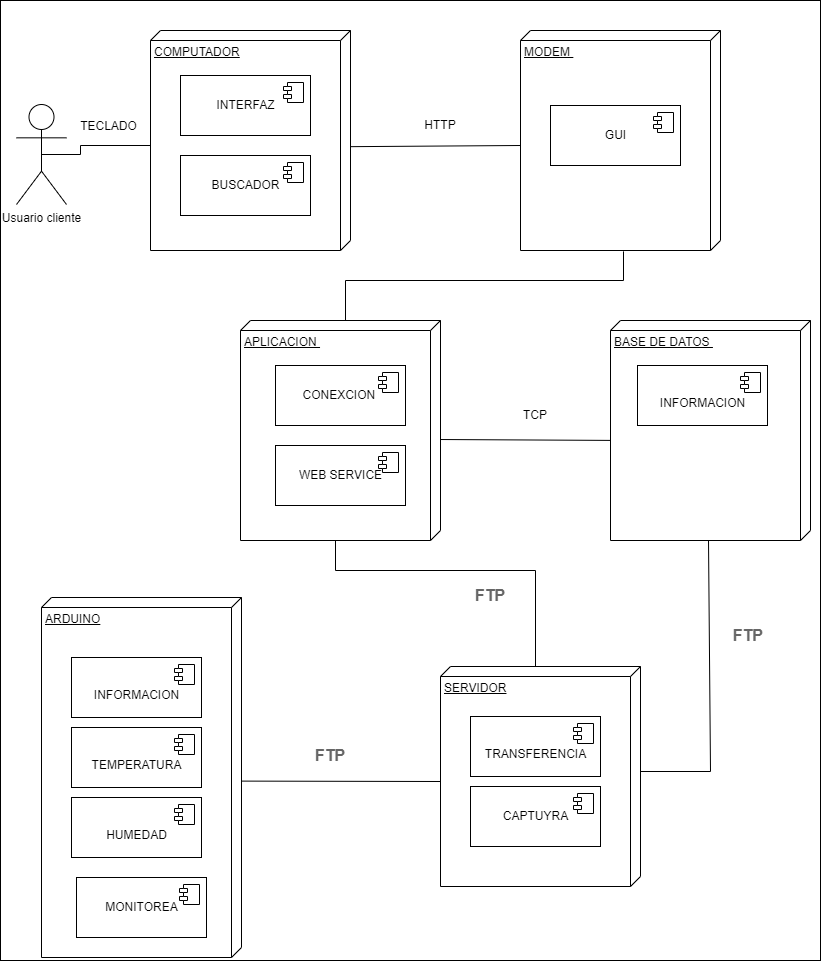 COMPUTADOR
MODEM
INTERFAZ
TECLADO
HTTP
GUI
BUSCADOR
Usuario cliente
APLICACION
BASE DE DATOS
CONEXCION
INFORMACION
TCP
WEB SERVICE
FTP
ARDUINO
FTP
SERVIDOR
INFORMACION
TRANSFERENCIA
FTP
TEMPERATURA
CAPTUYRA
HUMEDAD
MONITOREA